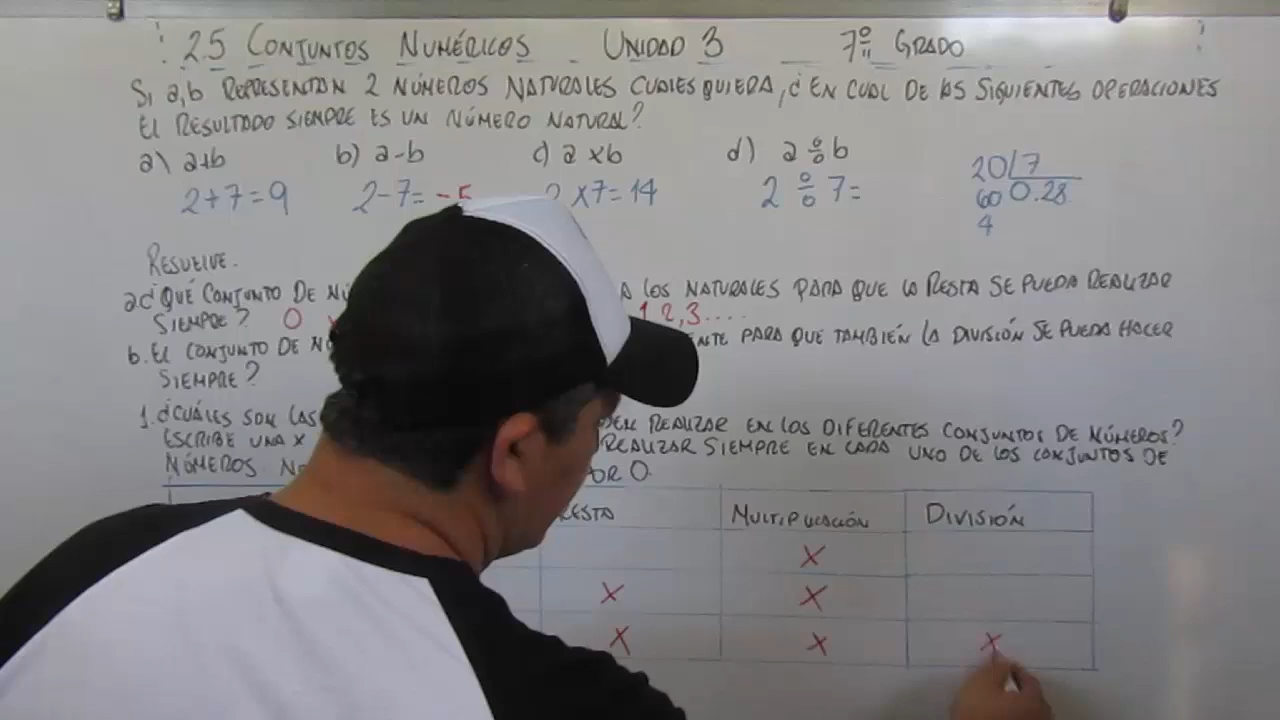 2.5 CONJUNTOS NUMÉRICOS UNIDAD 3 7º GRADO
Si a,b REPRESENTAN 2 NÚMEROS NATURALES CUALESQUIERA, ¿EN CUAL DE LAS SIGUIENTES OPERACIONES
EL RESULTADO SIEMPRE ES UN NÚMERO NATURAL?
a) a+b b) a-b c) a x b d) a ÷ b
2+7=9 2-7= -5 2 x7=14 2 ÷ 7=
20 7
60 0.28
4
RESUELVE.
a. ¿QUÉ CONJUNTO DE A LOS NATURALES PARA QUE LA RESTA SE PUEDA REALIZAR
SIEMPRE? 0 1 2,3....
b. EL CONJUNTO DE PARA QUE TAMBIÉN LA DIVISIÓN SE PUEDA HACER
SIEMPRE?
1. ¿CUÁLES SON LAS REALIZAR EN LOS DIFERENTES CONJUNTOS DE NÚMEROS?
ESCRIBE UNA X REALIZAR SIEMPRE EN CADA UNO DE LOS CONJUNTOS DE
NÚMEROS 0.
RESTA MULTIPLICACIÓN DIVISIÓN
X
X X
X X X